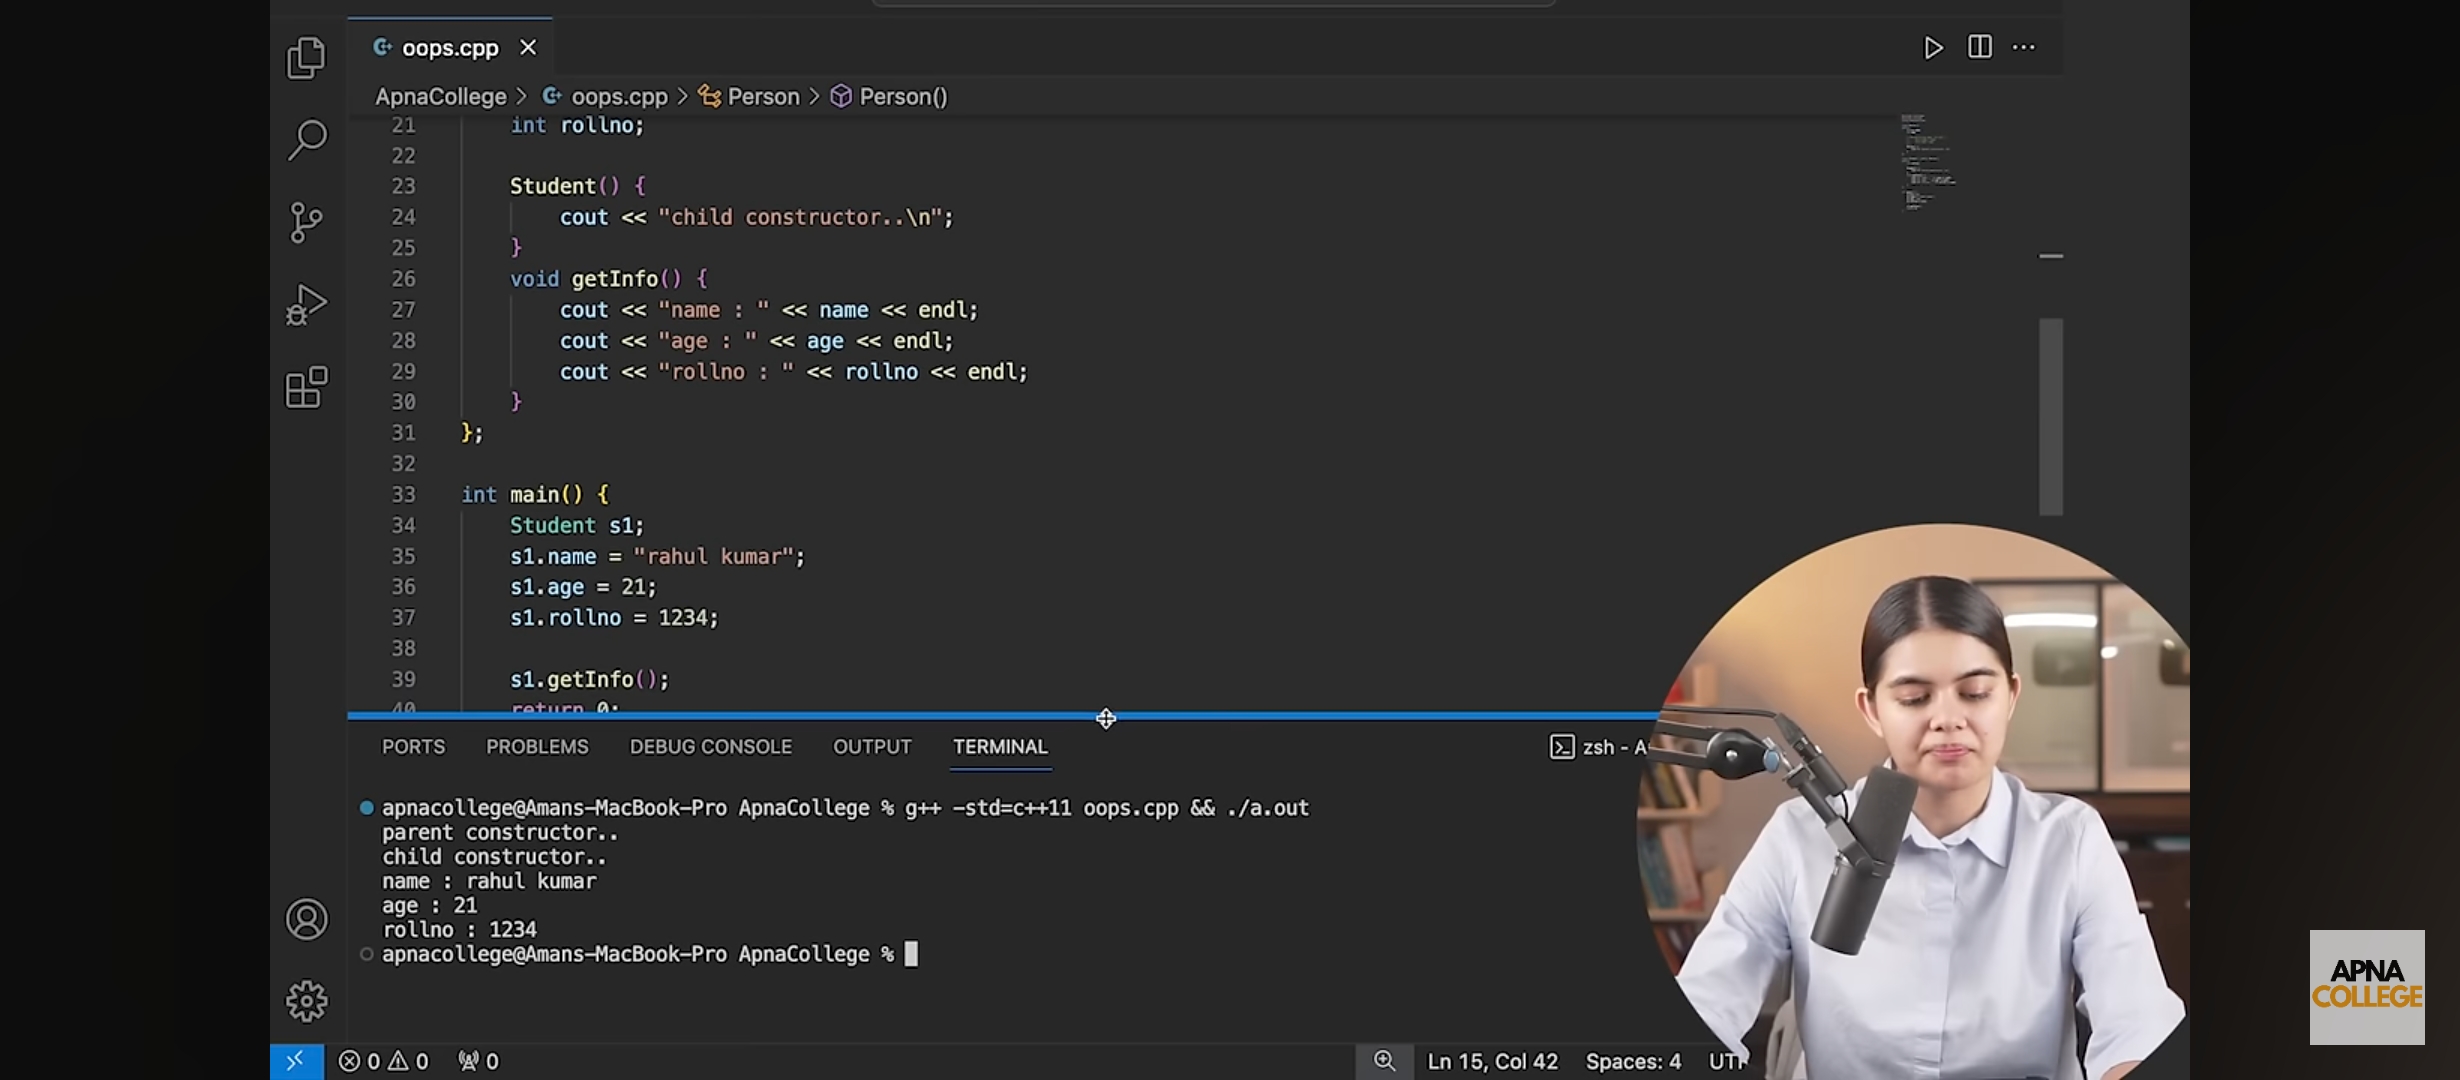 oops.cpp
ApnaCollege > oops.cpp > Person > Person()
21 int rollno;
22
23 Student() {
24 cout << "child constructor..\n";
25 }
26 void getInfo() {
27 cout << "name : " << name << endl;
28 cout << "age : " << age << endl;
29 cout << "rollno : " << rollno << endl;
30 }
31 };
32
33 int main() {
34 Student s1;
35 s1.name = "rahul kumar";
36 s1.age = 21;
37 s1.rollno = 1234;
38
39 s1.getInfo();
40 return 0;
PORTS PROBLEMS DEBUG CONSOLE OUTPUT TERMINAL zsh - A
apnacollege@Amans-MacBook-Pro ApnaCollege % g++ -std=c++11 oops.cpp && ./a.out
parent constructor..
child constructor..
name : rahul kumar
age : 21
rollno : 1234
apnacollege@Amans-MacBook-Pro ApnaCollege %
0 0 0 Ln 15, Col 42 Spaces: 4 UTF
APNA
COLLEGE